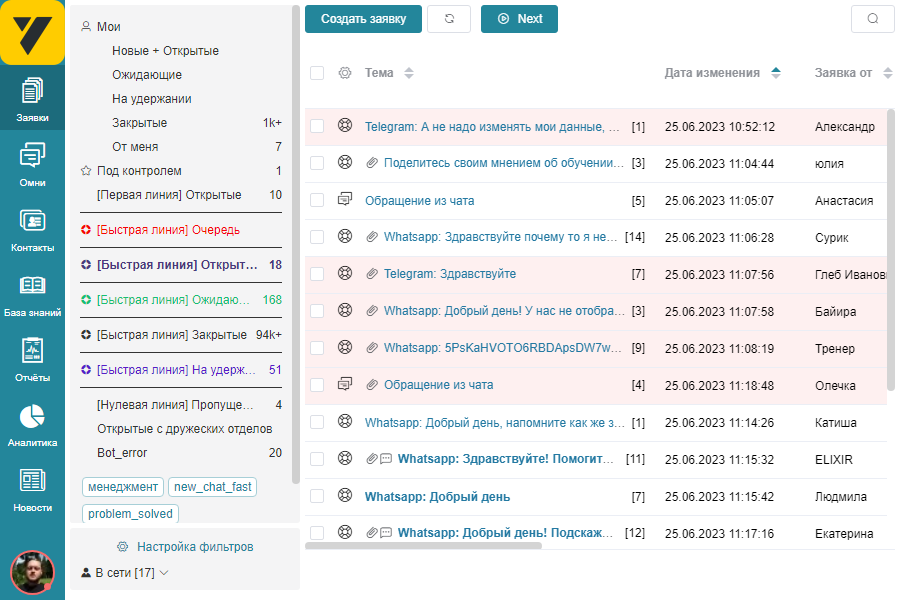 Заявки
Омни
Контакты
База знаний
Отчёты
Аналитика
Новости
Мои
Новые + Открытые
Ожидающие
На удержании
Закрытые 1k+
От меня 7
Под контролем 1
[Первая линия] Открытые 10
[Быстрая линия] Очередь
[Быстрая линия] Открыт... 18
[Быстрая линия] Ожидаю... 168
[Быстрая линия] Закрытые 94k+
[Быстрая линия] На удерж... 51
[Нулевая линия] Пропуще... 4
Открытые с дружеских отделов
Bot_error 20
менеджмент new_chat_fast
problem_solved
Настройка фильтров
В сети [17]
Создать заявку Next
Тема Дата изменения Заявка от
Telegram: А не надо изменять мои данные, ... [1] 25.06.2023 10:52:12 Александр
Поделитесь своим мнением об обучении... [3] 25.06.2023 11:04:44 юлия
Обращение из чата [5] 25.06.2023 11:05:07 Анастасия
Whatsapp: Здравствуйте почему то я не... [14] 25.06.2023 11:06:28 Сурик
Telegram: Здравствуйте [7] 25.06.2023 11:07:56 Глеб Иванов
Whatsapp: Добрый день! У нас не отобра... [3] 25.06.2023 11:07:58 Байира
Whatsapp: 5PsKaHVOTO6RBDApsDW7w... [9] 25.06.2023 11:08:19 Тренер
Обращение из чата [4] 25.06.2023 11:18:48 Олечка
Whatsapp: Добрый день, напомните как же з... [1] 25.06.2023 11:14:26 Катиша
Whatsapp: Здравствуйте! Помогит... [11] 25.06.2023 11:15:32 ELIXIR
Whatsapp: Добрый день [7] 25.06.2023 11:15:42 Людмила
Whatsapp: Добрый день! Подскаж... [12] 25.06.2023 11:17:16 Екатерина